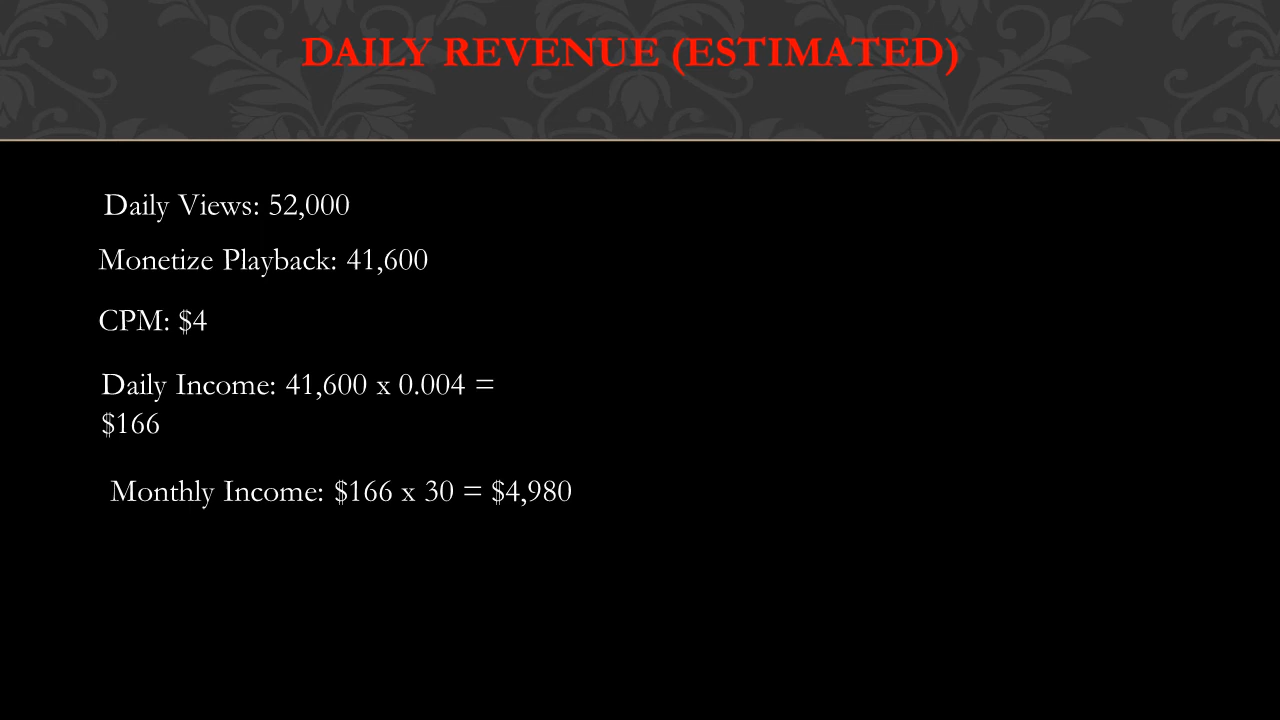 DAILY REVENUE (ESTIMATED)
Daily Views: 52,000
Monetize Playback: 41,600
CPM: $4
Daily Income: 41,600 x 0.004 =
$166
Monthly Income: $166 x 30 = $4,980